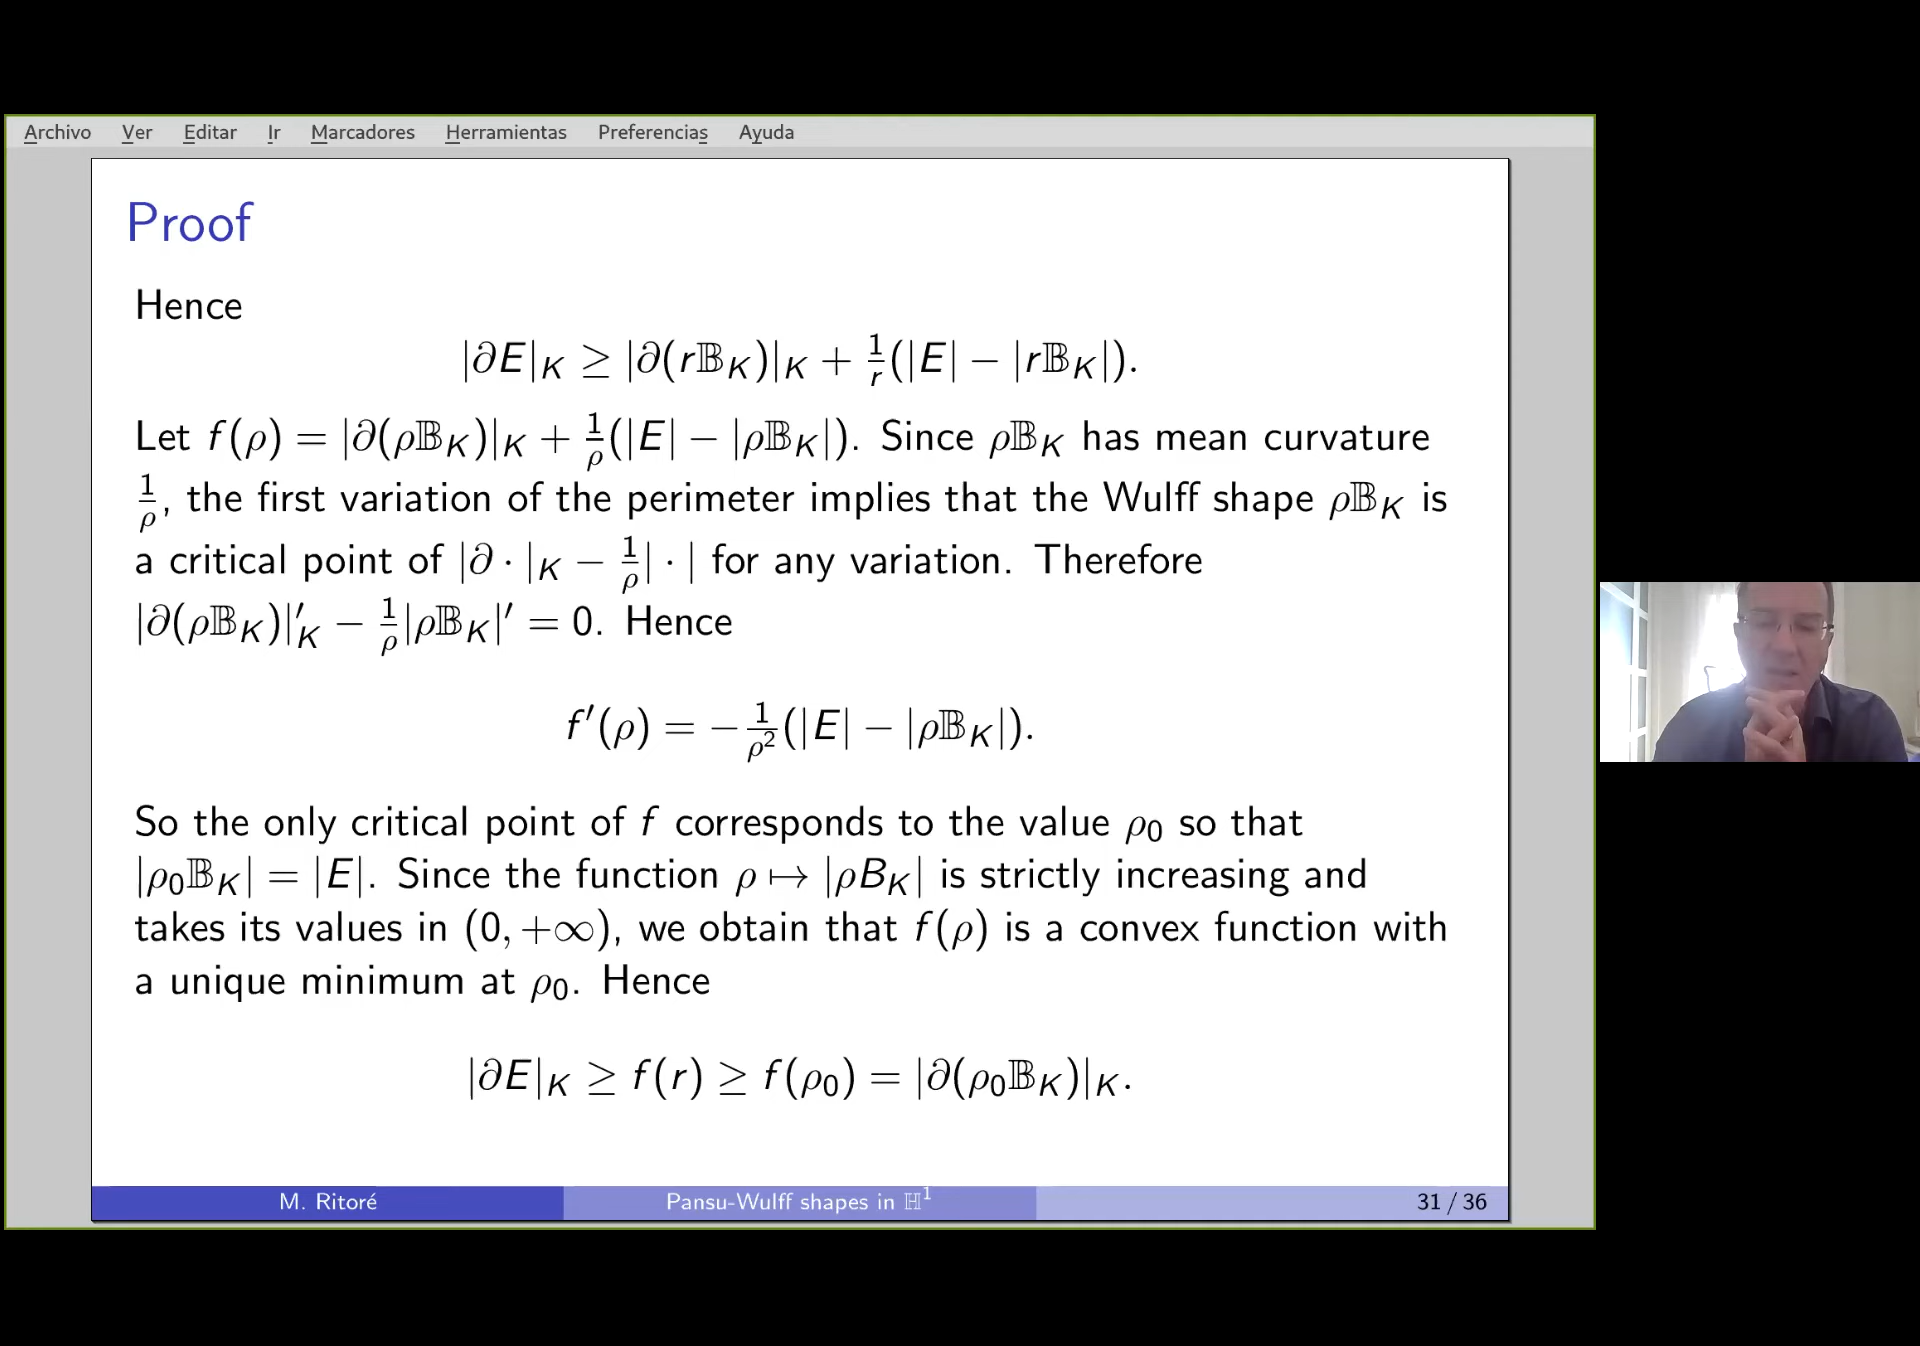 Archivo Ver Editar Ir Marcadores Herramientas Preferencias Ayuda
Proof
Hence
|∂E|_K ≥ |∂(r𝔹_K)|_K + 1/r(|E| − |r𝔹_K|).
Let f(ρ) = |∂(ρ𝔹_K)|_K + 1/ρ(|E| − |ρ𝔹_K|). Since ρ𝔹_K has mean curvature
1/ρ, the first variation of the perimeter implies that the Wulff shape ρ𝔹_K is
a critical point of |∂ · |_K − 1/ρ| · | for any variation. Therefore
|∂(ρ𝔹_K)|′_K − 1/ρ|ρ𝔹_K|′ = 0. Hence
f′(ρ) = −1/ρ²(|E| − |ρ𝔹_K|).
So the only critical point of f corresponds to the value ρ₀ so that
|ρ₀𝔹_K| = |E|. Since the function ρ ↦ |ρB_K| is strictly increasing and
takes its values in (0, +∞), we obtain that f(ρ) is a convex function with
a unique minimum at ρ₀. Hence
|∂E|_K ≥ f(r) ≥ f(ρ₀) = |∂(ρ₀𝔹_K)|_K.
M. Ritoré Pansu-Wulff shapes in ℍ¹ 31 / 36